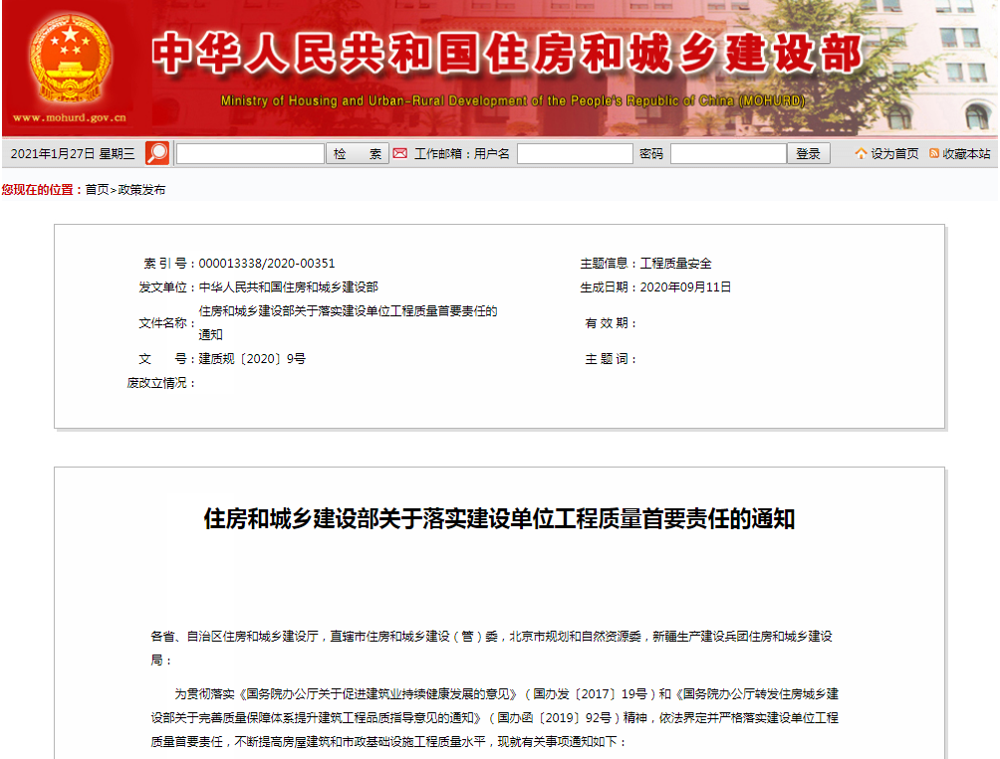 中华人民共和国住房和城乡建设部
Ministry of Housing and Urban-Rural Development of the People's Republic of China (MOHURD)
www.mohurd.gov.cn
2021年1月27日 星期三 检 索 工作邮箱：用户名 密码 登录 设为首页 收藏本站
您现在的位置：首页>政策发布
索 引 号：000013338/2020-00351 主题信息：工程质量安全
发文单位：中华人民共和国住房和城乡建设部 生成日期：2020年09月11日
文件名称：住房和城乡建设部关于落实建设单位工程质量首要责任的
通知 有 效 期：
文 号：建质规〔2020〕9号 主 题 词：
废改立情况：
住房和城乡建设部关于落实建设单位工程质量首要责任的通知
各省、自治区住房和城乡建设厅，直辖市住房和城乡建设（管）委，北京市规划和自然资源委，新疆生产建设兵团住房和城乡建设
局：
为贯彻落实《国务院办公厅关于促进建筑业持续健康发展的意见》（国办发〔2017〕19号）和《国务院办公厅转发住房城乡建
设部关于完善质量保障体系提升建筑工程品质指导意见的通知》（国办函〔2019〕92号）精神，依法界定并严格落实建设单位工程
质量首要责任，不断提高房屋建筑和市政基础设施工程质量水平，现就有关事项通知如下：